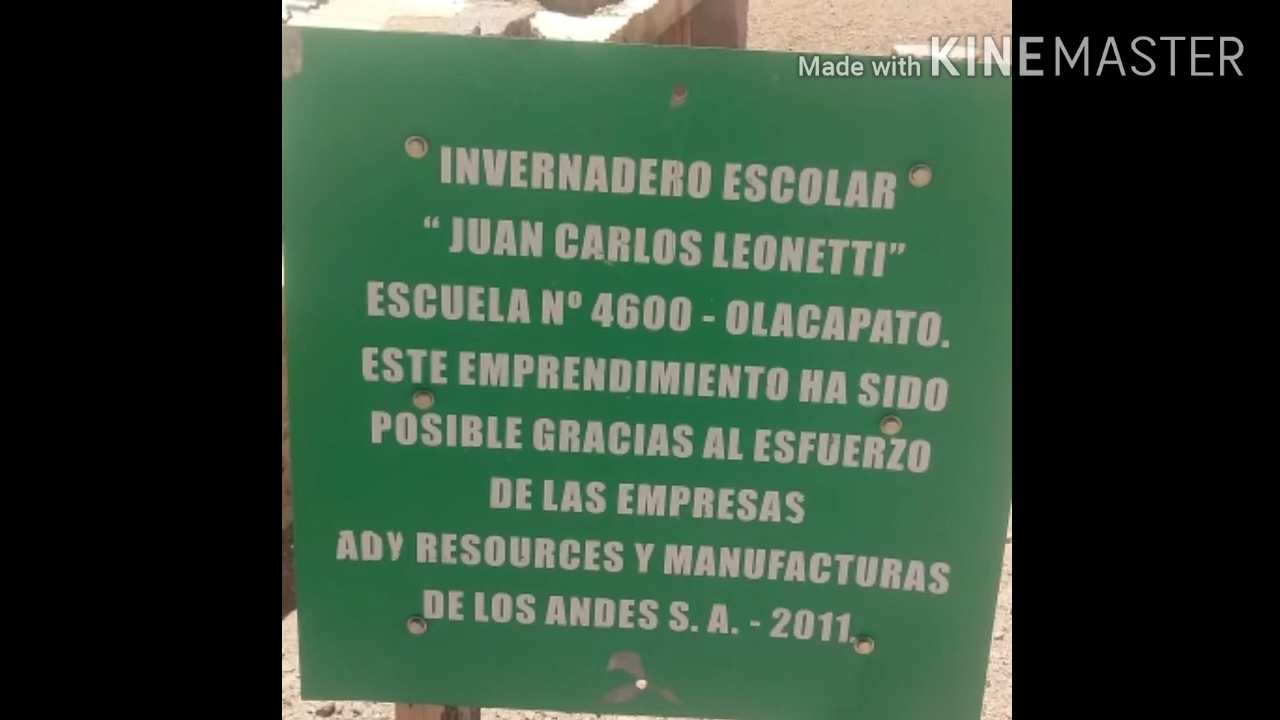 Made with KINEMASTER
INVERNADERO ESCOLAR
“ JUAN CARLOS LEONETTI”
ESCUELA Nº 4600 - OLACAPATO.
ESTE EMPRENDIMIENTO HA SIDO
POSIBLE GRACIAS AL ESFUERZO
DE LAS EMPRESAS
ADY RESOURCES Y MANUFACTURAS
DE LOS ANDES S. A. - 2011.